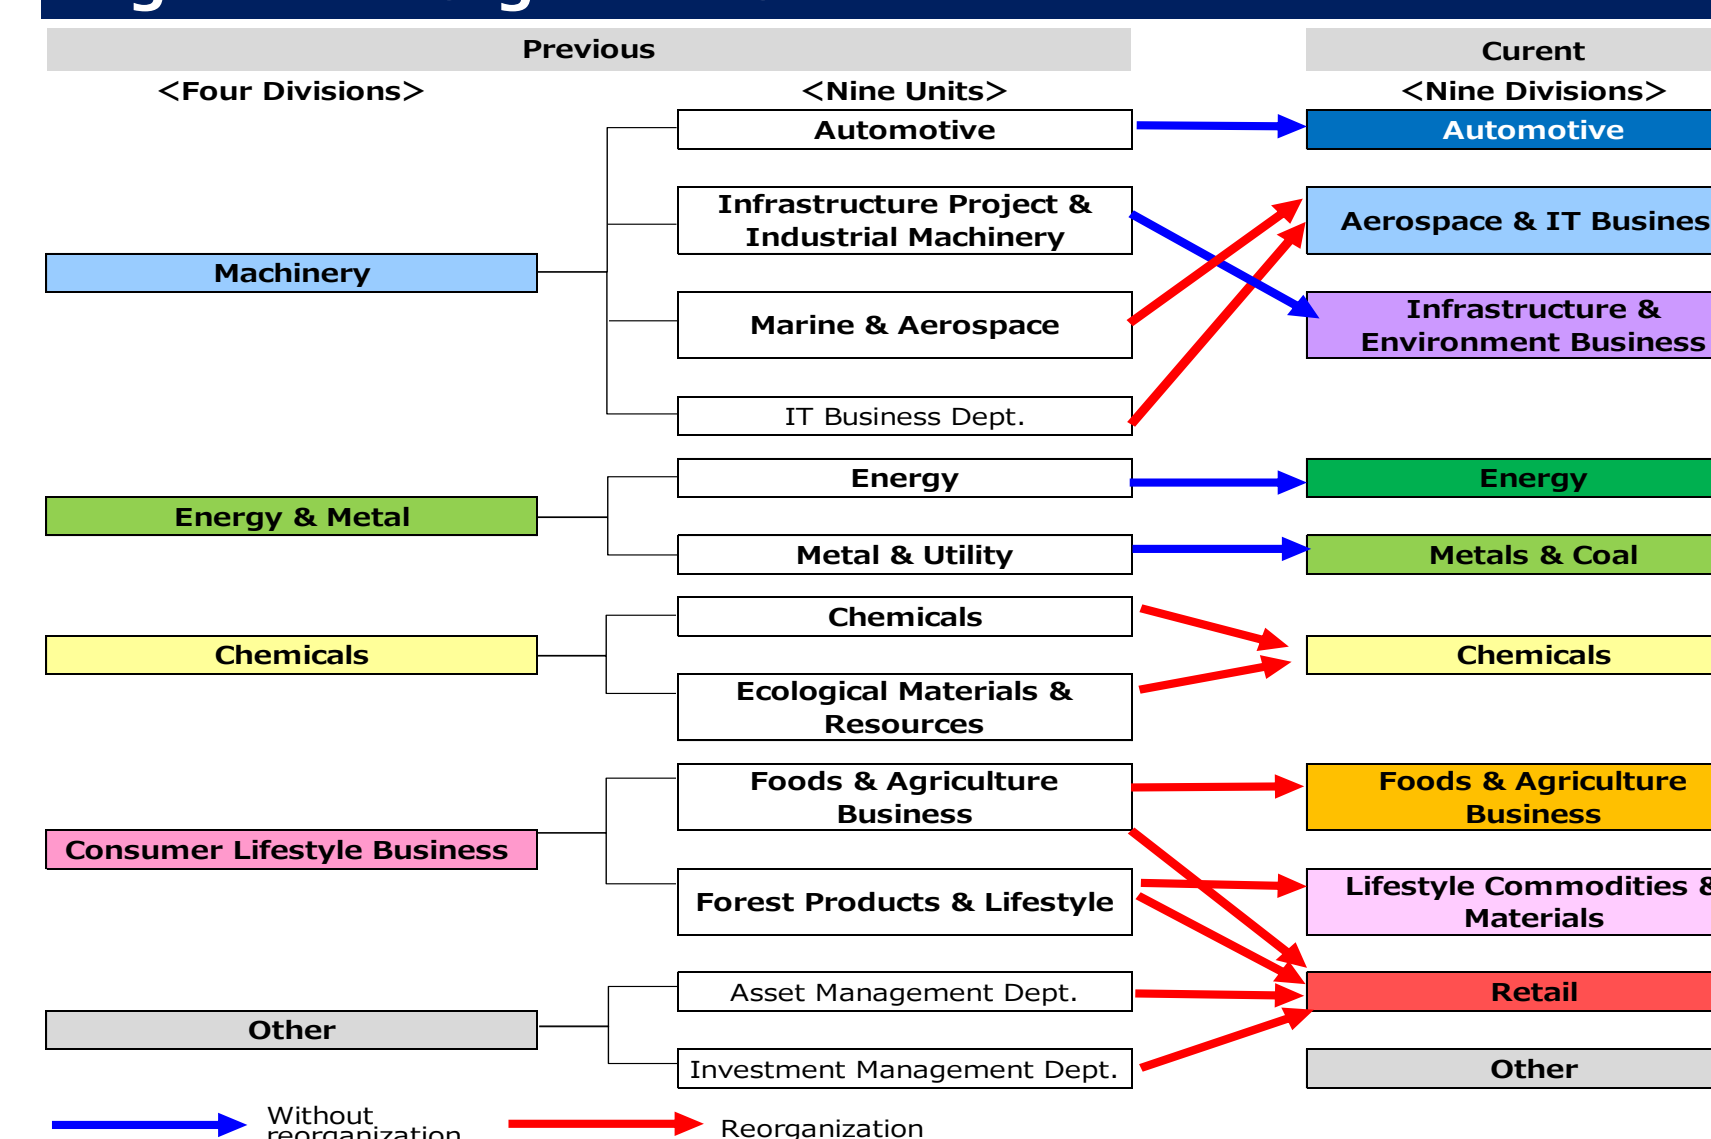 Previous
Curent
<Four Divisions>
<Nine Units>
<Nine Divisions>
Automotive
Automotive
Infrastructure Project &
Industrial Machinery
Aerospace & IT Busines
Machinery
Marine & Aerospace
Infrastructure &
Environment Business
IT Business Dept.
Energy
Energy
Energy & Metal
Metal & Utility
Metals & Coal
Chemicals
Chemicals
Chemicals
Ecological Materials &
Resources
Foods & Agriculture
Business
Foods & Agriculture
Business
Consumer Lifestyle Business
Forest Products & Lifestyle
Lifestyle Commodities &
Materials
Asset Management Dept.
Retail
Other
Investment Management Dept.
Other
Without
reorganization
Reorganization